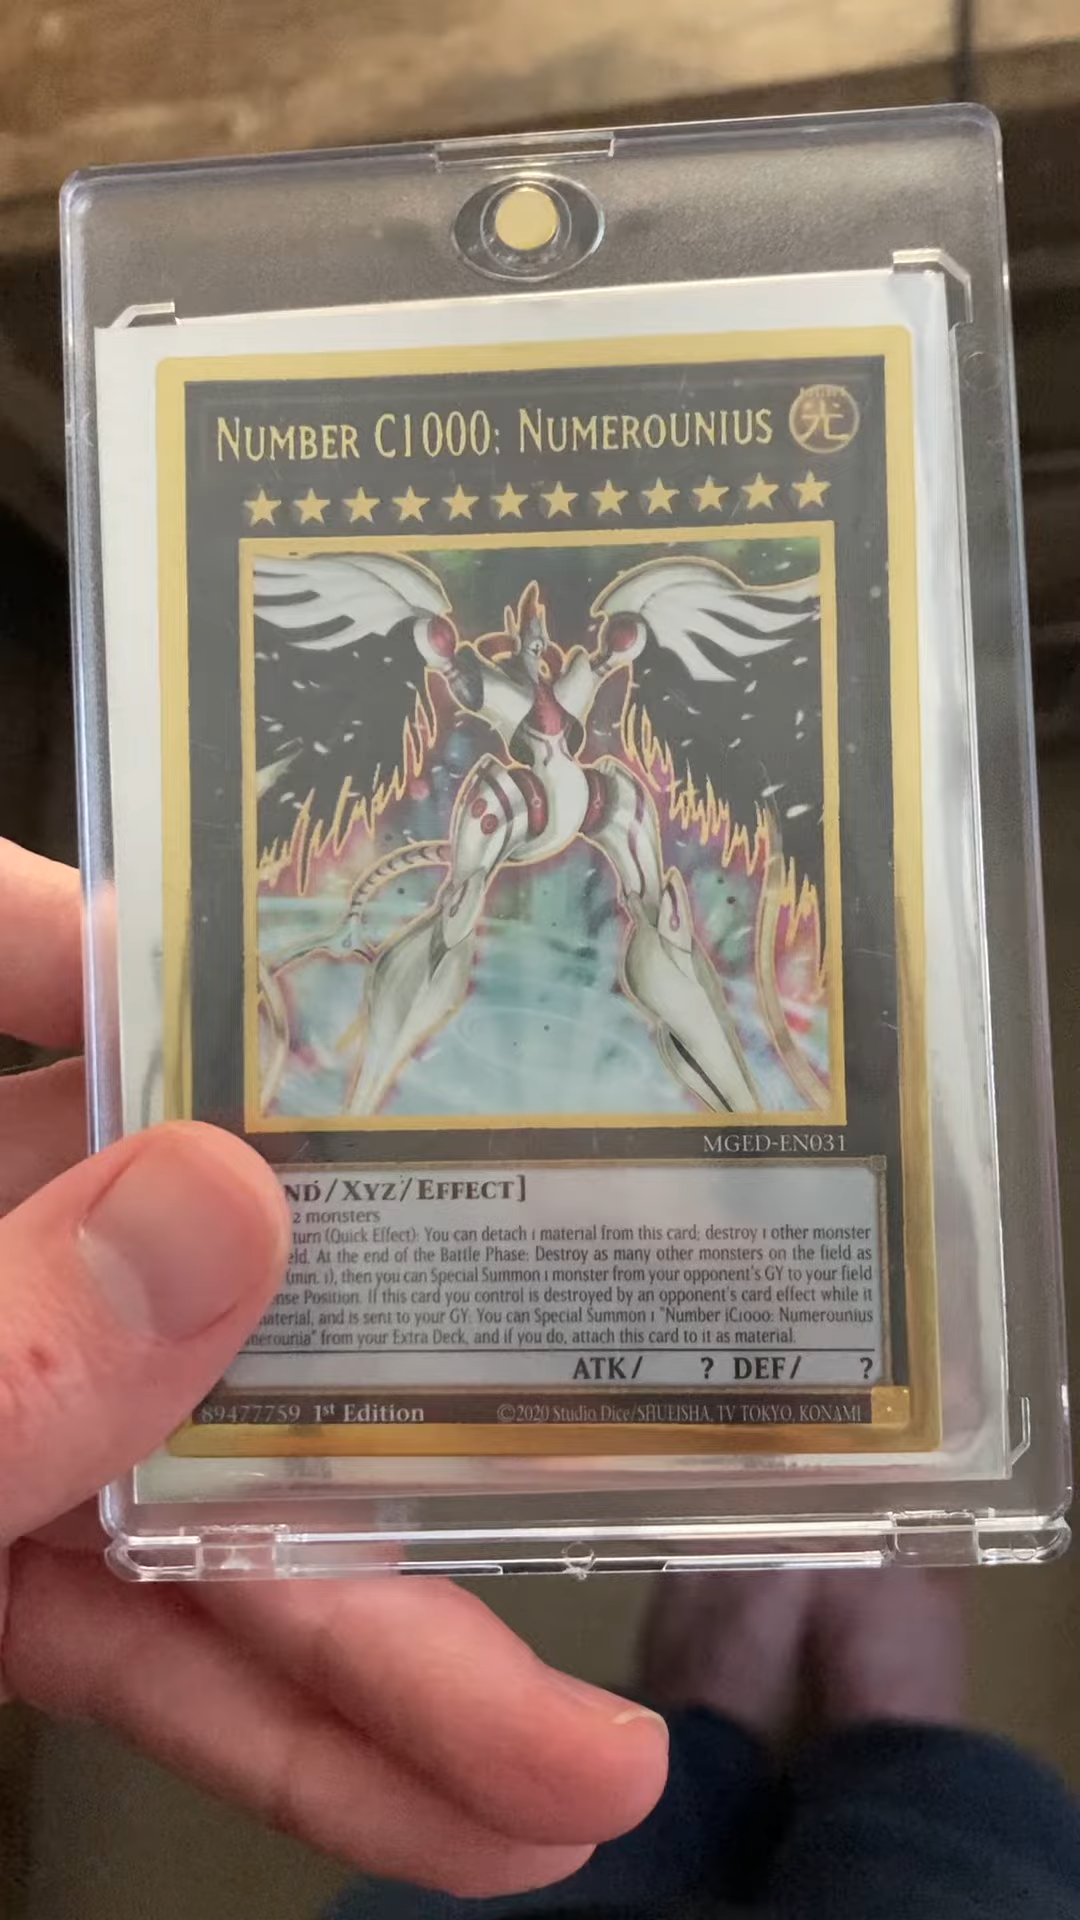 NUMBER C1000: NUMEROUNIUS
光
MGED-EN031
ND/XYZ/EFFECT]
2 monsters
turn (Quick Effect): You can detach 1 material from this card; destroy 1 other monster
eld. At the end of the Battle Phase: Destroy as many other monsters on the field as
(min. 1), then you can Special Summon 1 monster from your opponent's GY to your field
nse Position. If this card you control is destroyed by an opponent's card effect while it
material, and is sent to your GY: You can Special Summon 1 "Number iC1000: Numerounius
merounia" from your Extra Deck, and if you do, attach this card to it as material.
ATK/ ? DEF/ ?
89477759 1st Edition ©2020 Studio Dice/SHUEISHA, TV TOKYO, KONAMI